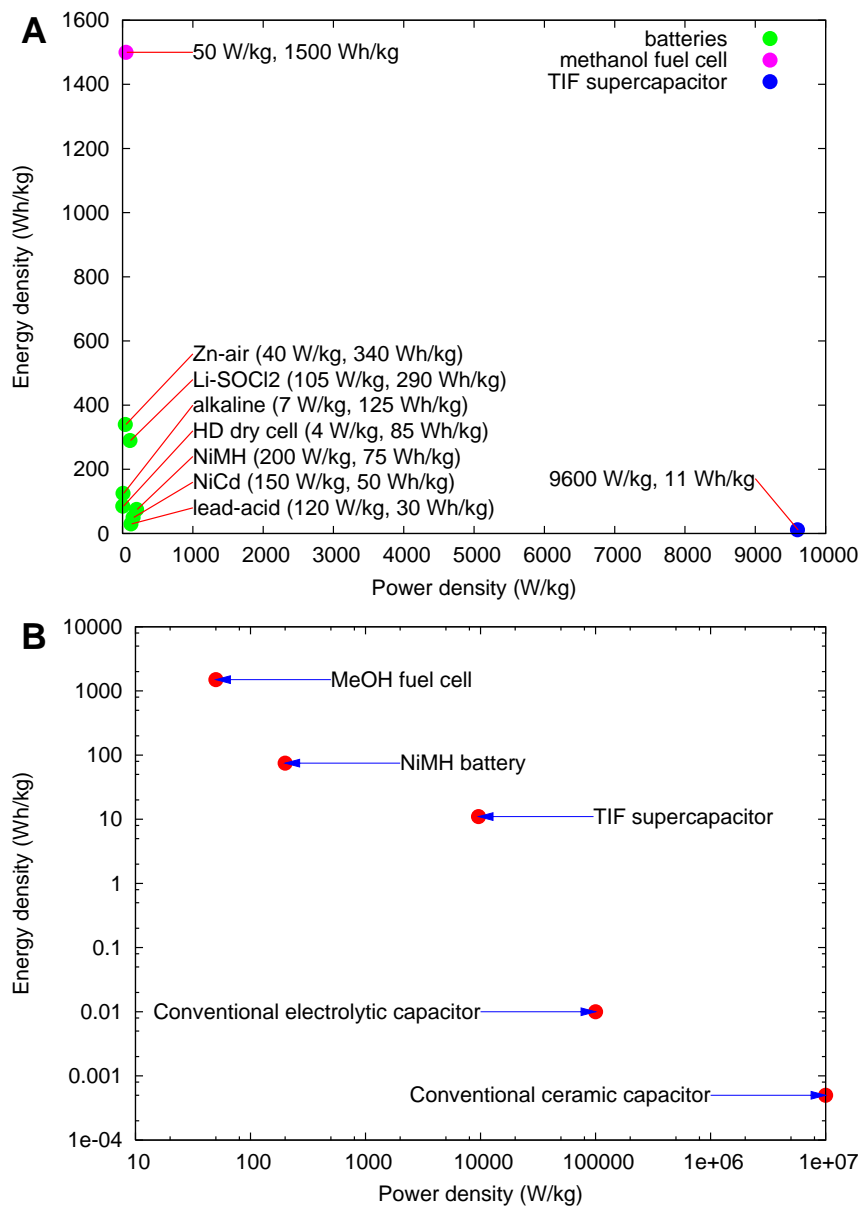 A
1600
1400
1200
1000
800
600
400
200
0
Energy density (Wh/kg)
batteries
methanol fuel cell
TIF supercapacitor
50 W/kg, 1500 Wh/kg
Zn-air (40 W/kg, 340 Wh/kg)
Li-SOCl2 (105 W/kg, 290 Wh/kg)
alkaline (7 W/kg, 125 Wh/kg)
HD dry cell (4 W/kg, 85 Wh/kg)
NiMH (200 W/kg, 75 Wh/kg)
NiCd (150 W/kg, 50 Wh/kg)
lead-acid (120 W/kg, 30 Wh/kg)
9600 W/kg, 11 Wh/kg
0 1000 2000 3000 4000 5000 6000 7000 8000 9000 10000
Power density (W/kg)
B
10000
1000
100
10
1
0.1
0.01
0.001
1e-04
Energy density (Wh/kg)
MeOH fuel cell
NiMH battery
TIF supercapacitor
Conventional electrolytic capacitor
Conventional ceramic capacitor
10 100 1000 10000 100000 1e+06 1e+07
Power density (W/kg)